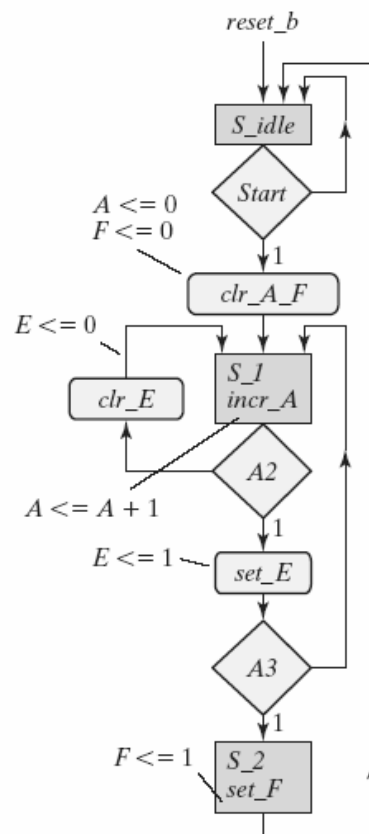 reset_b
S_idle
Start
A <= 0
F <= 0
1
clr_A_F
E <= 0
S_1
incr_A
clr_E
A2
A <= A + 1
1
E <= 1
set_E
A3
1
F <= 1
S_2
set_F